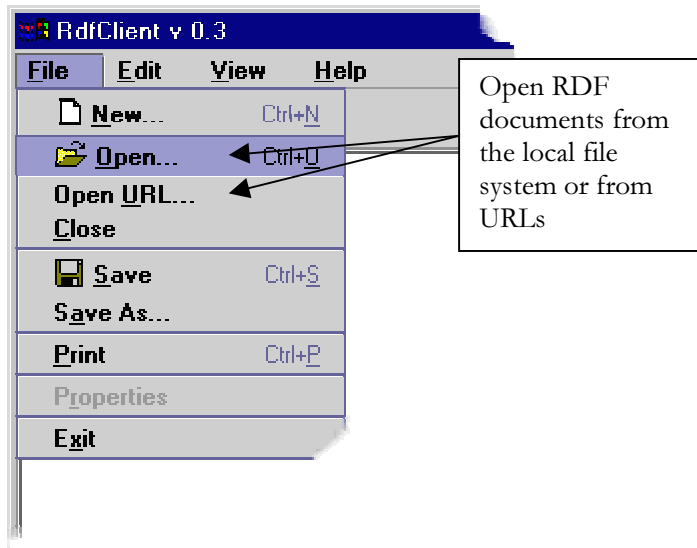 RdfClient v 0.3
File Edit View Help
New... Ctrl+N
Open... Ctrl+O
Open URL...
Close
Save Ctrl+S
Save As...
Print Ctrl+P
Properties
Exit
Open RDF
documents from
the local file
system or from
URLs